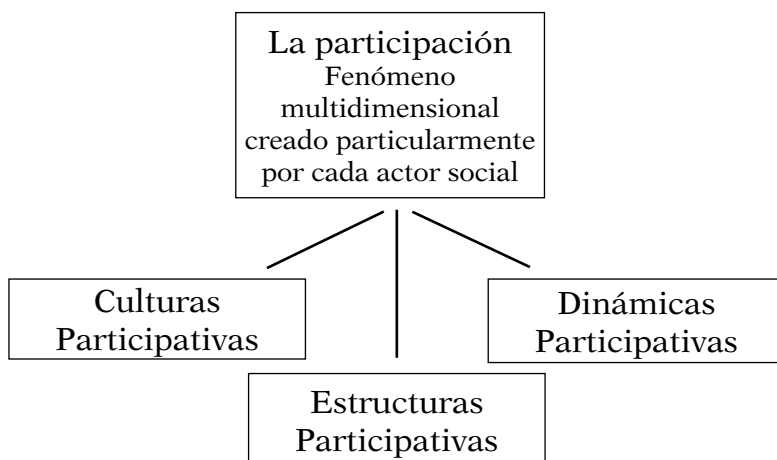 La participación
Fenómeno
multidimensional
creado particularmente
por cada actor social
Culturas
Participativas
Dinámicas
Participativas
Estructuras
Participativas